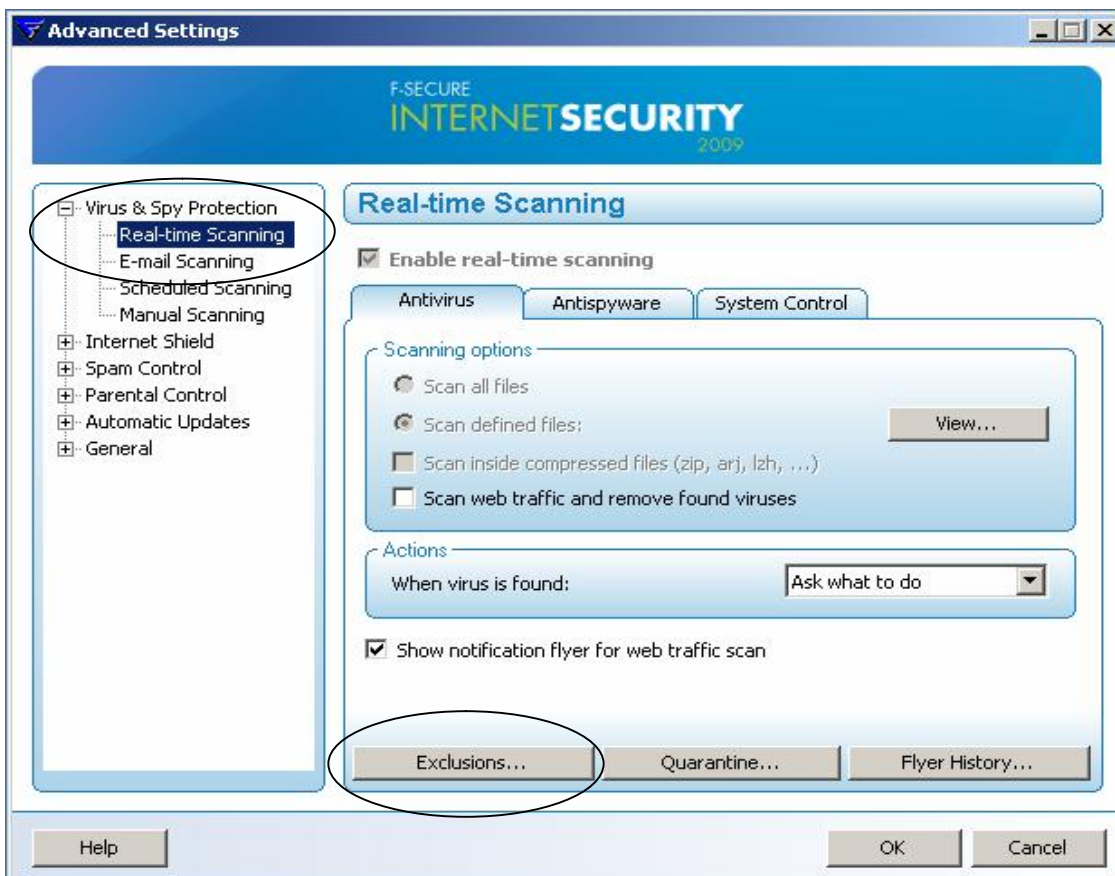 Advanced Settings
F-SECURE
INTERNETSECURITY
2009
Virus & Spy Protection
Real-time Scanning
E-mail Scanning
Scheduled Scanning
Manual Scanning
Internet Shield
Spam Control
Parental Control
Automatic Updates
General
Real-time Scanning
Enable real-time scanning
Antivirus Antispyware System Control
Scanning options
Scan all files
Scan defined files: View...
Scan inside compressed files (zip, arj, lzh, ...)
Scan web traffic and remove found viruses
Actions
When virus is found: Ask what to do
Show notification flyer for web traffic scan
Exclusions... Quarantine... Flyer History...
Help OK Cancel